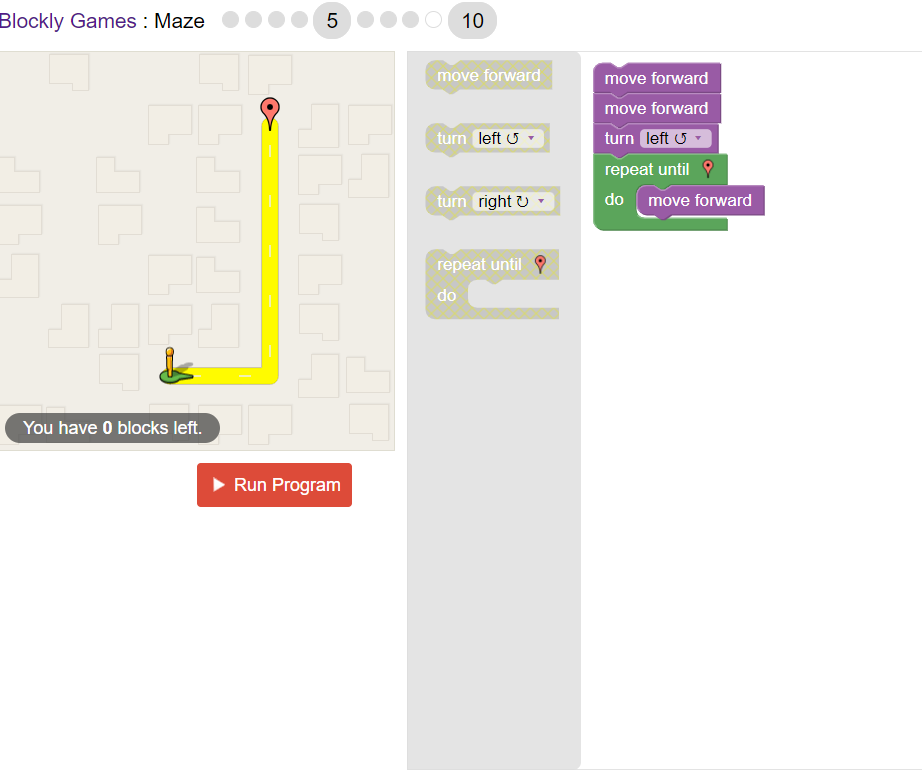 Blockly Games : Maze 5 10
move forward
turn left ↺ ▾
turn right ↻ ▾
repeat until
do
move forward
move forward
turn left ↺ ▾
repeat until
do move forward
You have 0 blocks left.
Run Program